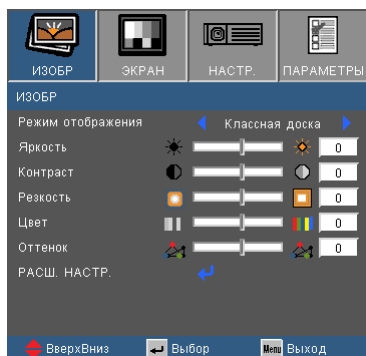 ИЗОБР ЭКРАН НАСТР. ПАРАМЕТРЫ
ИЗОБР
Режим отображения Классная доска
Яркость 0
Контраст 0
Резкость 0
Цвет 0
Оттенок 0
РАСШ. НАСТР.
ВверхВниз Выбор Menu Выход